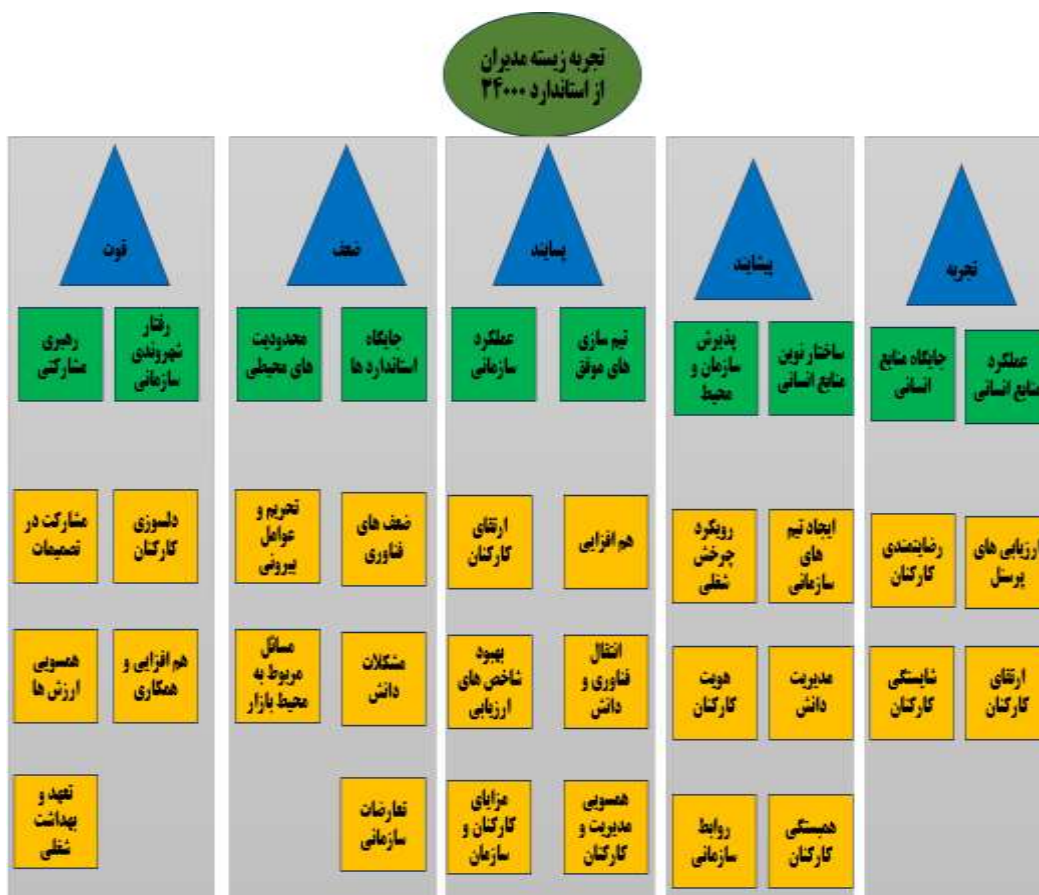 تجربه زیسته مدیران
از استاندارد ۳۴۰۰۰
تجربه
عملکرد
منابع انسانی
جایگاه منابع
انسانی
ارزیابی های
پرسنل
رضایتمندی
کارکنان
ارتقای
کارکنان
شایستگی
کارکنان
پیشایند
ساختار نوین
منابع انسانی
پذیرش
سازمان و
محیط
ایجاد تیم
های
سازمانی
رویکرد
چرخش
شغلی
مدیریت
دانش
هویت
کارکنان
همبستگی
کارکنان
روابط
سازمانی
پسایند
تیم سازی
های موفق
عملکرد
سازمانی
هم افزایی
ارتقای
کارکنان
انتقال
فناوری و
دانش
بهبود
شاخص های
ارزیابی
همسویی
مدیریت و
کارکنان
مزایای
کارکنان و
سازمان
ضعف
جایگاه
استاندارد ها
محدودیت
های محیطی
ضعف های
فناوری
تحریم و
عوامل
بیرونی
مشکلات
دانش
مسائل
مربوط به
محیط بازار
تعارضات
سازمانی
قوت
رفتار
شهروندی
سازمانی
رهبری
مشارکتی
دلسوزی
کارکنان
مشارکت در
تصمیمات
هم افزایی و
همکاری
همسویی
ارزش ها
تعهد و
بهداشت
شغلی